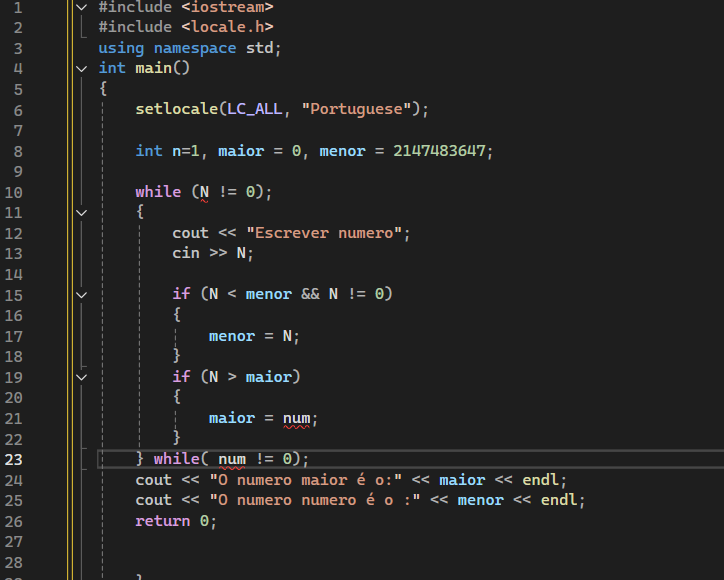 1 #include <iostream>
2 #include <locale.h>
3 using namespace std;
4 int main()
5 {
6 setlocale(LC_ALL, "Portuguese");
7
8 int n=1, maior = 0, menor = 2147483647;
9
10 while (N != 0);
11 {
12 cout << "Escrever numero";
13 cin >> N;
14
15 if (N < menor && N != 0)
16 {
17 menor = N;
18 }
19 if (N > maior)
20 {
21 maior = num;
22 }
23 } while( num != 0);
24 cout << "O numero maior é o:" << maior << endl;
25 cout << "O numero numero é o :" << menor << endl;
26 return 0;
27
28